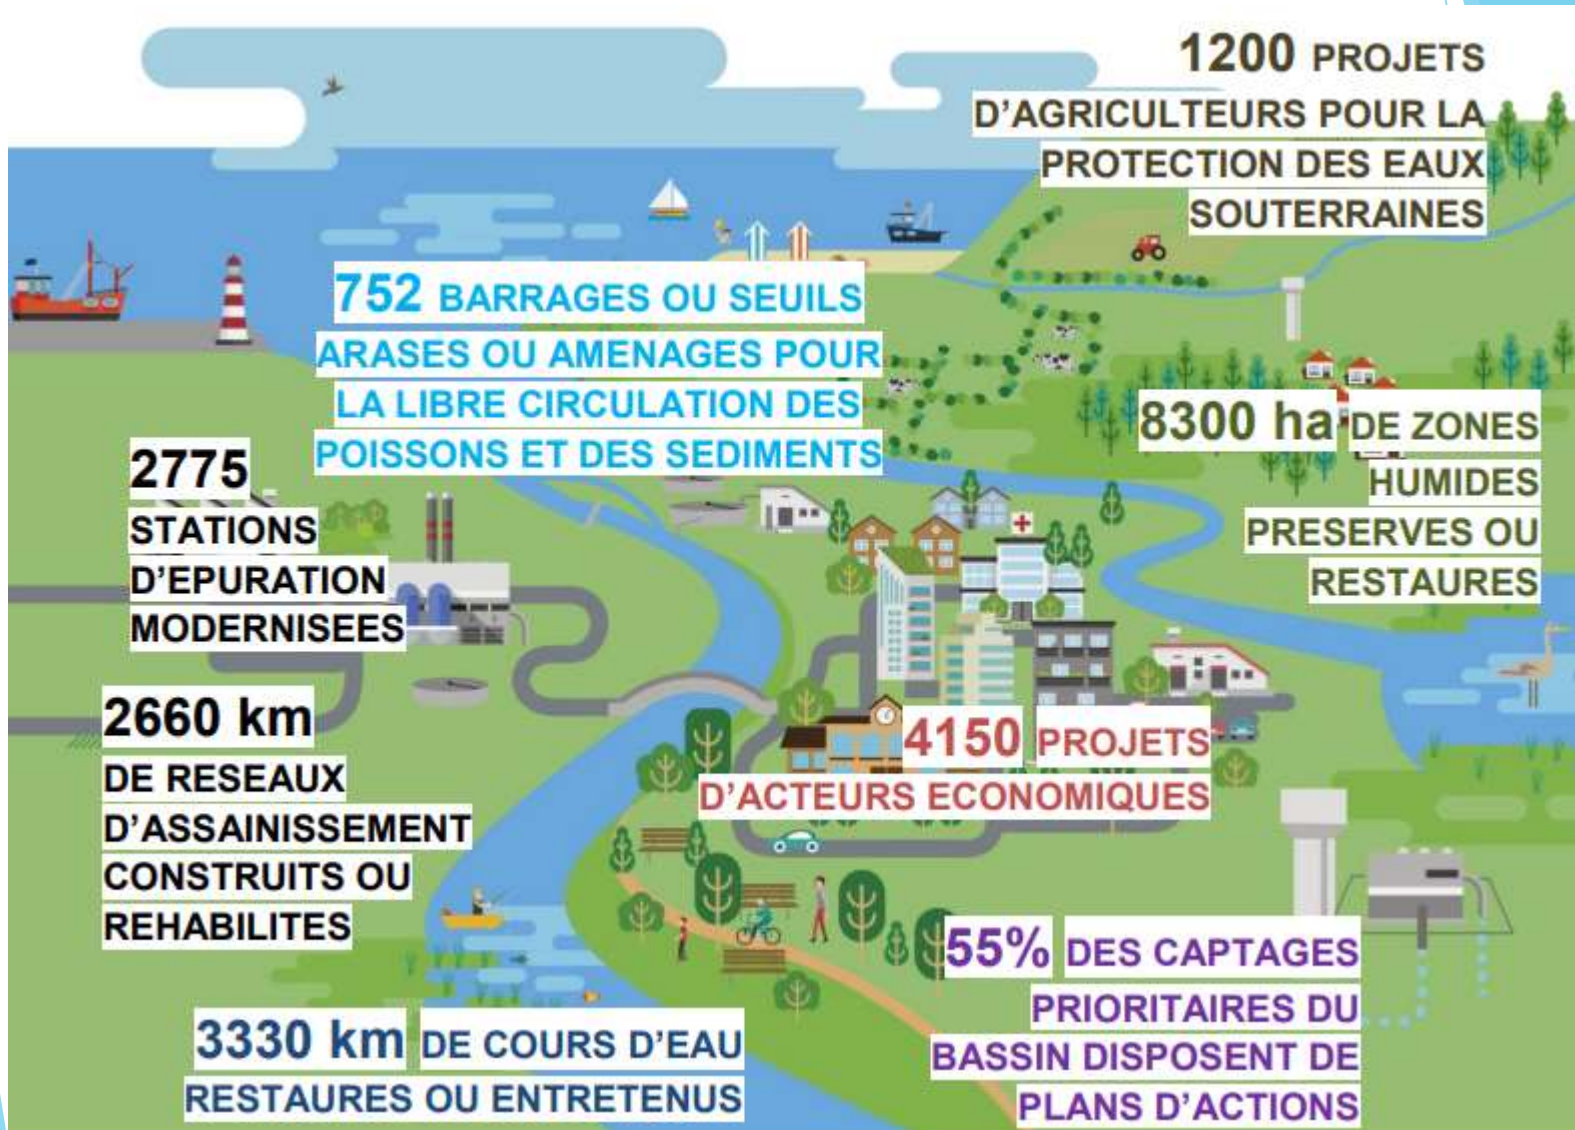 1200 PROJETS
D'AGRICULTEURS POUR LA
PROTECTION DES EAUX
SOUTERRAINES
752 BARRAGES OU SEUILS
ARASES OU AMENAGES POUR
LA LIBRE CIRCULATION DES
POISSONS ET DES SEDIMENTS
8300 ha DE ZONES
HUMIDES
PRESERVES OU
RESTAURES
2775
STATIONS
D'EPURATION
MODERNISEES
2660 km
DE RESEAUX
D'ASSAINISSEMENT
CONSTRUITS OU
REHABILITES
4150 PROJETS
D'ACTEURS ECONOMIQUES
55% DES CAPTAGES
PRIORITAIRES DU
BASSIN DISPOSENT DE
PLANS D'ACTIONS
3330 km DE COURS D'EAU
RESTAURES OU ENTRETENUS